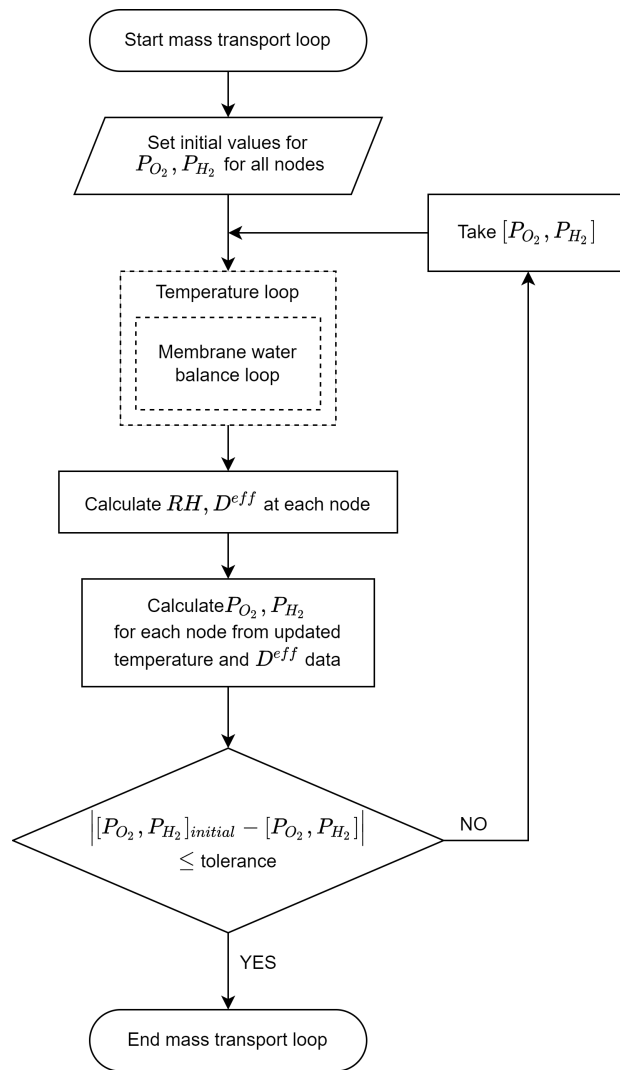 Start mass transport loop
Set initial values for
$P_{O_2}, P_{H_2}$ for all nodes
Take $[P_{O_2}, P_{H_2}]$
Temperature loop
Membrane water
balance loop
Calculate $RH, D^{eff}$ at each node
Calculate$P_{O_2}, P_{H_2}$
for each node from updated
temperature and $D^{eff}$ data
$\left|[P_{O_2}, P_{H_2}]_{initial} - [P_{O_2}, P_{H_2}]\right|$
$\leq$ tolerance
NO
YES
End mass transport loop